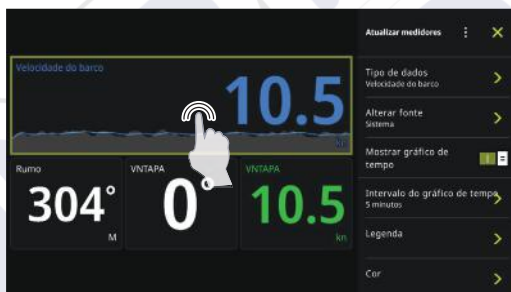 Atualizar medidores
Velocidade do barco
10.5
kn
Rumo
304°
M
VNTAPA
0°
VNTAPA
10.5
kn
Tipo de dados
Velocidade do barco
Alterar fonte
Sistema
Mostrar gráfico de
tempo
Intervalo do gráfico de tempo
5 minutos
Legenda
Cor